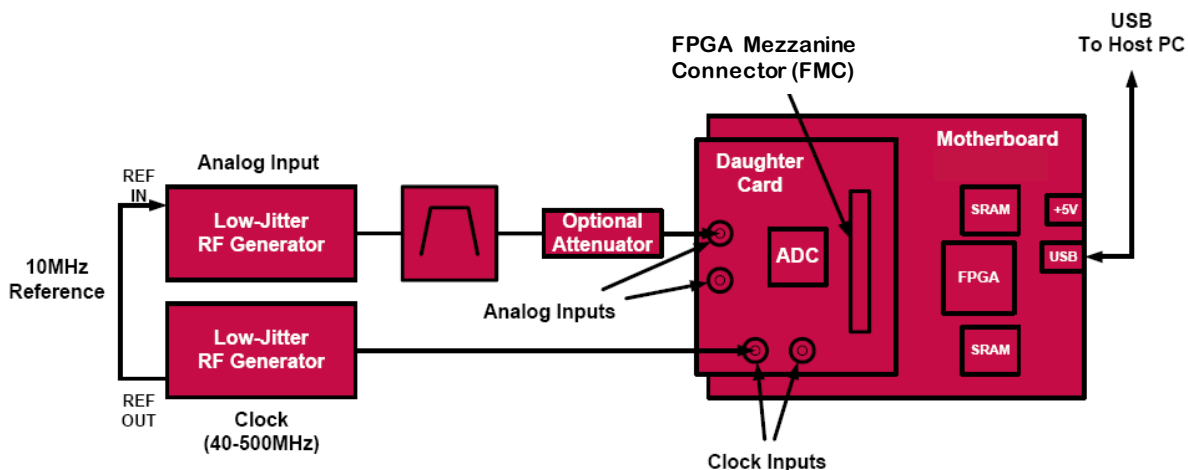 USB
To Host PC
FPGA Mezzanine
Connector (FMC)
Motherboard
Daughter
Card
Analog Input
REF
IN
Low-Jitter
RF Generator
Optional
Attenuator
ADC
SRAM
+5V
USB
FPGA
10MHz
Reference
Analog Inputs
Low-Jitter
RF Generator
SRAM
REF
OUT
Clock
(40-500MHz)
Clock Inputs